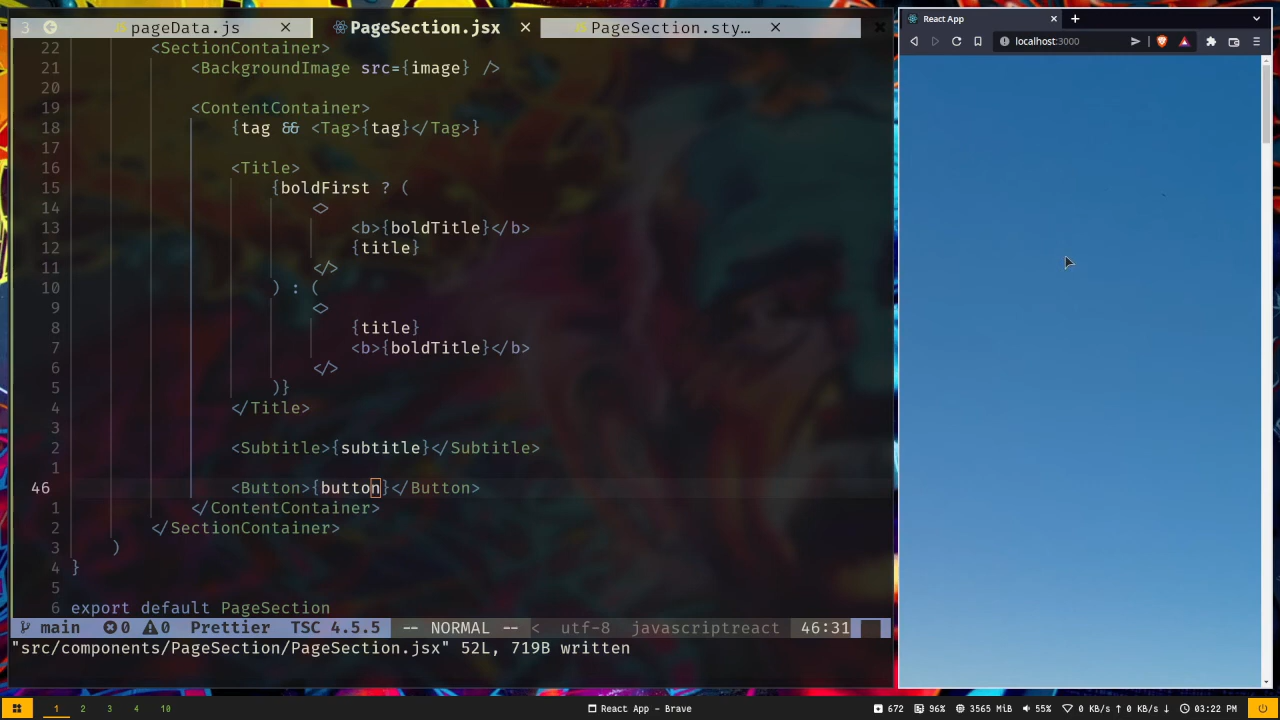 3 pageData.js PageSection.jsx PageSection.sty…
22 <SectionContainer>
21 <BackgroundImage src={image} />
20
19 <ContentContainer>
18 {tag && <Tag>{tag}</Tag>}
17
16 <Title>
15 {boldFirst ? (
14 <>
13 <b>{boldTitle}</b>
12 {title}
11 </>
10 ) : (
9 <>
8 {title}
7 <b>{boldTitle}</b>
6 </>
5 )}
4 </Title>
3
2 <Subtitle>{subtitle}</Subtitle>
1
46 <Button>{button}</Button>
1 </ContentContainer>
2 </SectionContainer>
3 )
4 }
5
6 export default PageSection
main 0 0 Prettier TSC 4.5.5 -- NORMAL -- < utf-8 javascriptreact 46:31
"src/components/PageSection/PageSection.jsx" 52L, 719B written
React App
localhost:3000
1 2 3 4 10 React App - Brave 672 96% 3565 MiB 55% 0 KB/s↑ 0 KB/s ↓ 03:22 PM